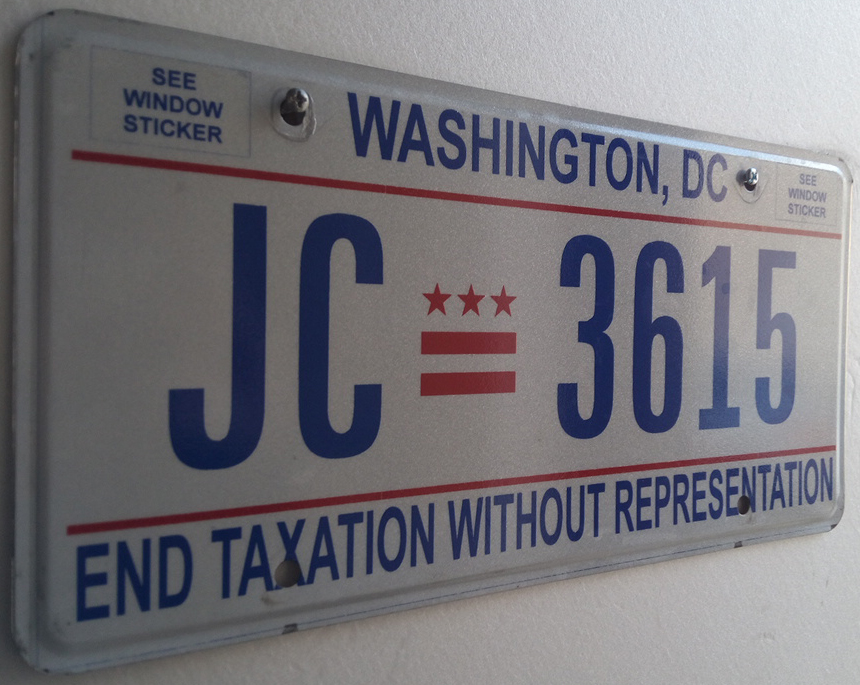 SEE
WINDOW
STICKER
WASHINGTON, DC
SEE
WINDOW
STICKER
JC 3615
END TAXATION WITHOUT REPRESENTATION